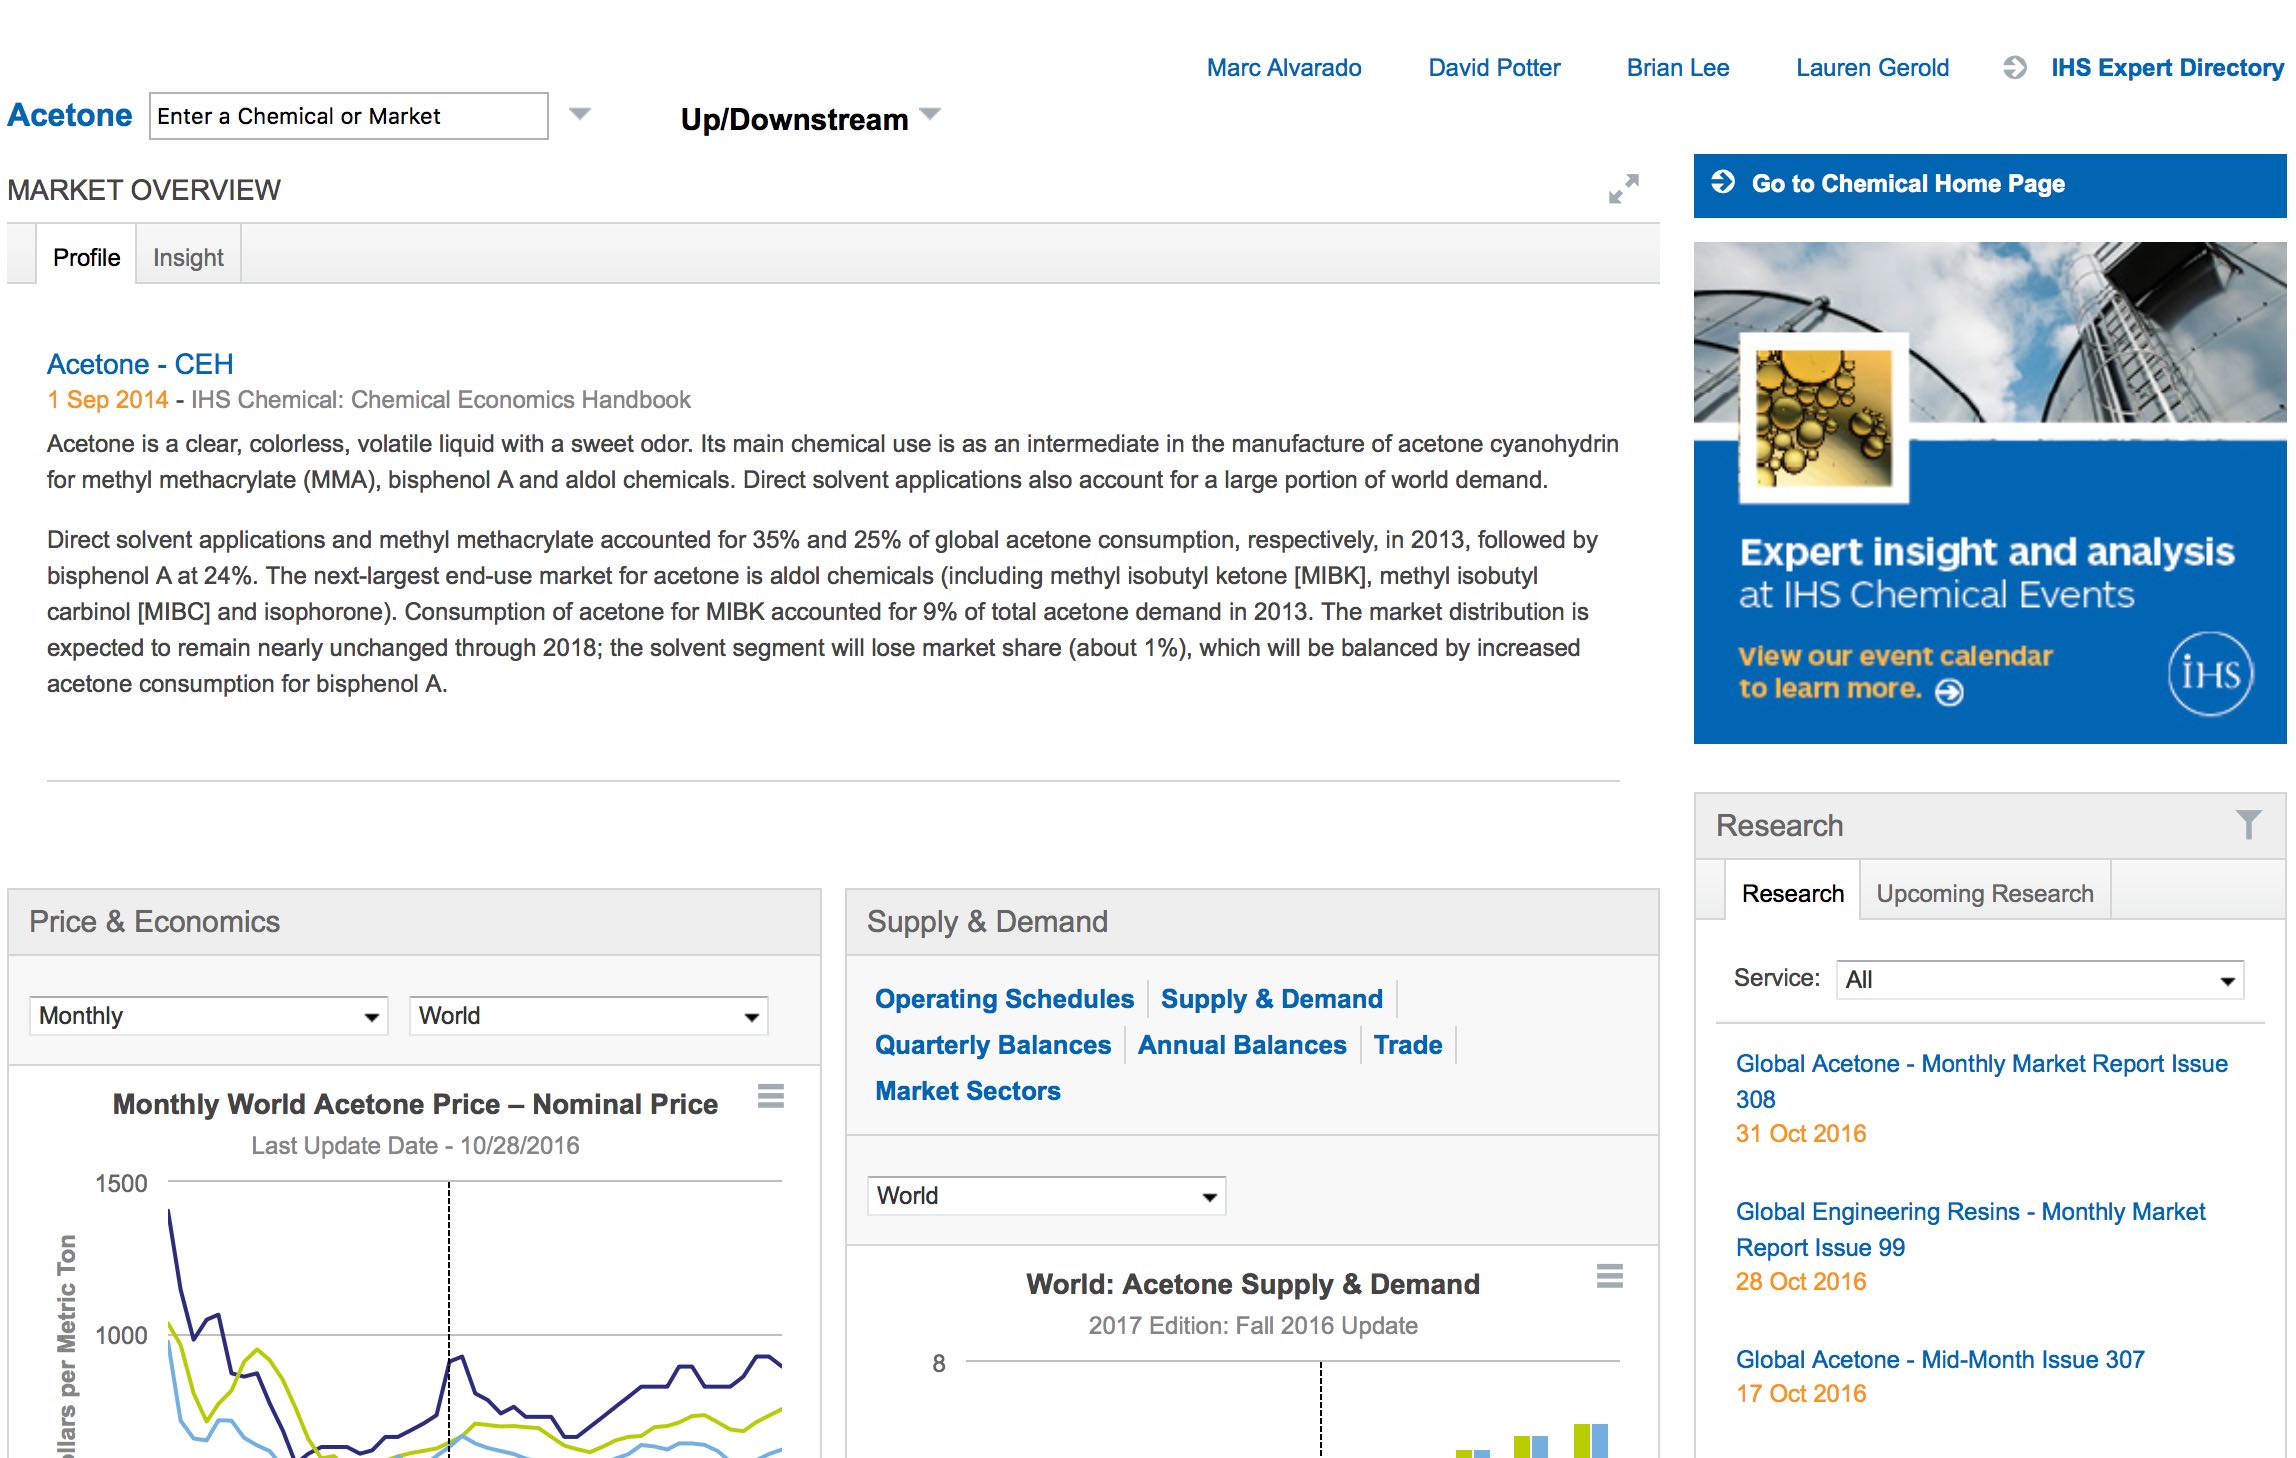 Marc Alvarado David Potter Brian Lee Lauren Gerold IHS Expert Directory
Acetone Enter a Chemical or Market Up/Downstream
MARKET OVERVIEW
Profile Insight
Acetone - CEH
1 Sep 2014 - IHS Chemical: Chemical Economics Handbook
Acetone is a clear, colorless, volatile liquid with a sweet odor. Its main chemical use is as an intermediate in the manufacture of acetone cyanohydrin
for methyl methacrylate (MMA), bisphenol A and aldol chemicals. Direct solvent applications also account for a large portion of world demand.
Direct solvent applications and methyl methacrylate accounted for 35% and 25% of global acetone consumption, respectively, in 2013, followed by
bisphenol A at 24%. The next-largest end-use market for acetone is aldol chemicals (including methyl isobutyl ketone [MIBK], methyl isobutyl
carbinol [MIBC] and isophorone). Consumption of acetone for MIBK accounted for 9% of total acetone demand in 2013. The market distribution is
expected to remain nearly unchanged through 2018; the solvent segment will lose market share (about 1%), which will be balanced by increased
acetone consumption for bisphenol A.
Price & Economics
Monthly World
Monthly World Acetone Price – Nominal Price
Last Update Date - 10/28/2016
1500
1000
ollars per Metric Ton
Supply & Demand
Operating Schedules Supply & Demand
Quarterly Balances Annual Balances Trade
Market Sectors
World
World: Acetone Supply & Demand
2017 Edition: Fall 2016 Update
8
Go to Chemical Home Page
Expert insight and analysis
at IHS Chemical Events
View our event calendar
to learn more.
IHS
Research
Research Upcoming Research
Service: All
Global Acetone - Monthly Market Report Issue
308
31 Oct 2016
Global Engineering Resins - Monthly Market
Report Issue 99
28 Oct 2016
Global Acetone - Mid-Month Issue 307
17 Oct 2016